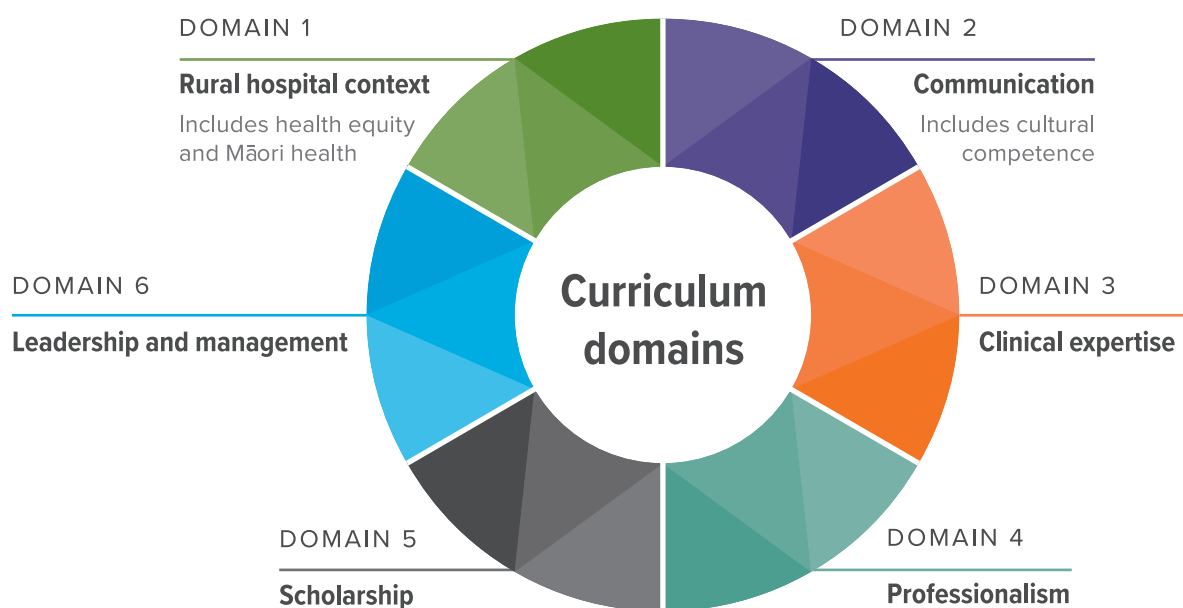 DOMAIN 1
Rural hospital context
Includes health equity
and Māori health
DOMAIN 2
Communication
Includes cultural
competence
DOMAIN 3
Clinical expertise
DOMAIN 4
Professionalism
DOMAIN 5
Scholarship
DOMAIN 6
Leadership and management
Curriculum
domains